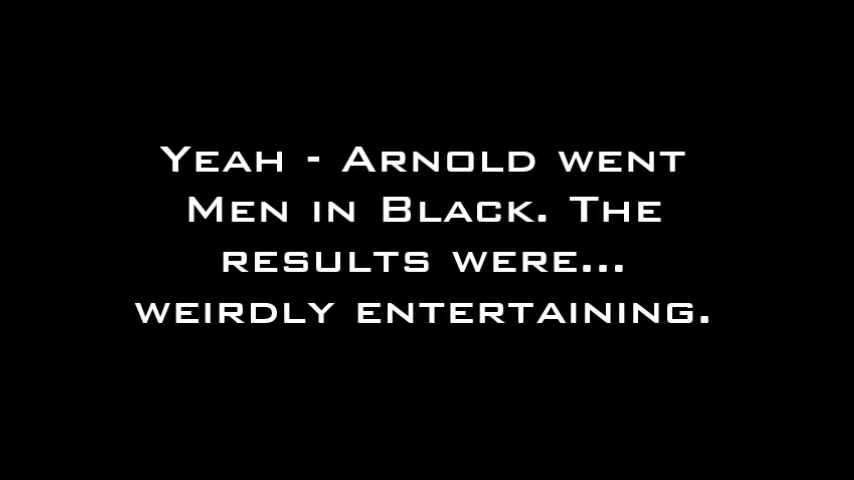 Yeah - Arnold went
Men in Black. The
results were...
weirdly entertaining.